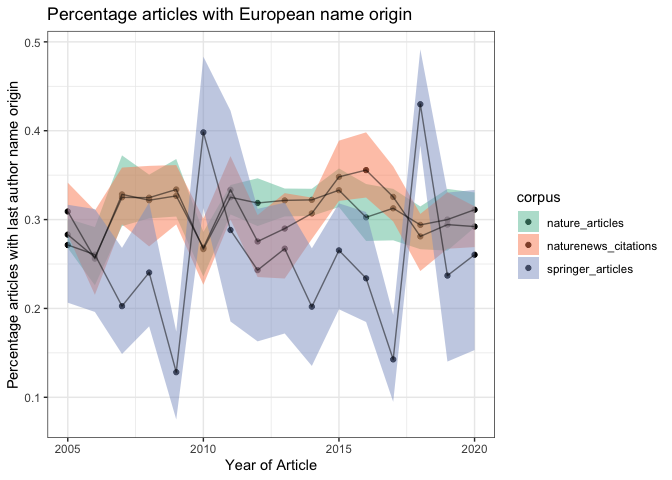 Percentage articles with European name origin
Percentage articles with last author name origin
0.5
0.4
0.3
0.2
0.1
2005
2010
2015
2020
Year of Article
corpus
nature_articles
naturenews_citations
springer_articles